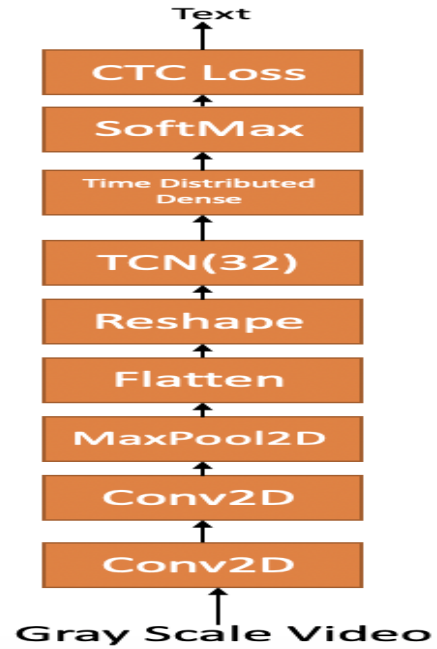 Text
CTC Loss
SoftMax
Time Distributed
Dense
TCN(32)
Reshape
Flatten
MaxPool2D
Conv2D
Conv2D
Gray Scale Video